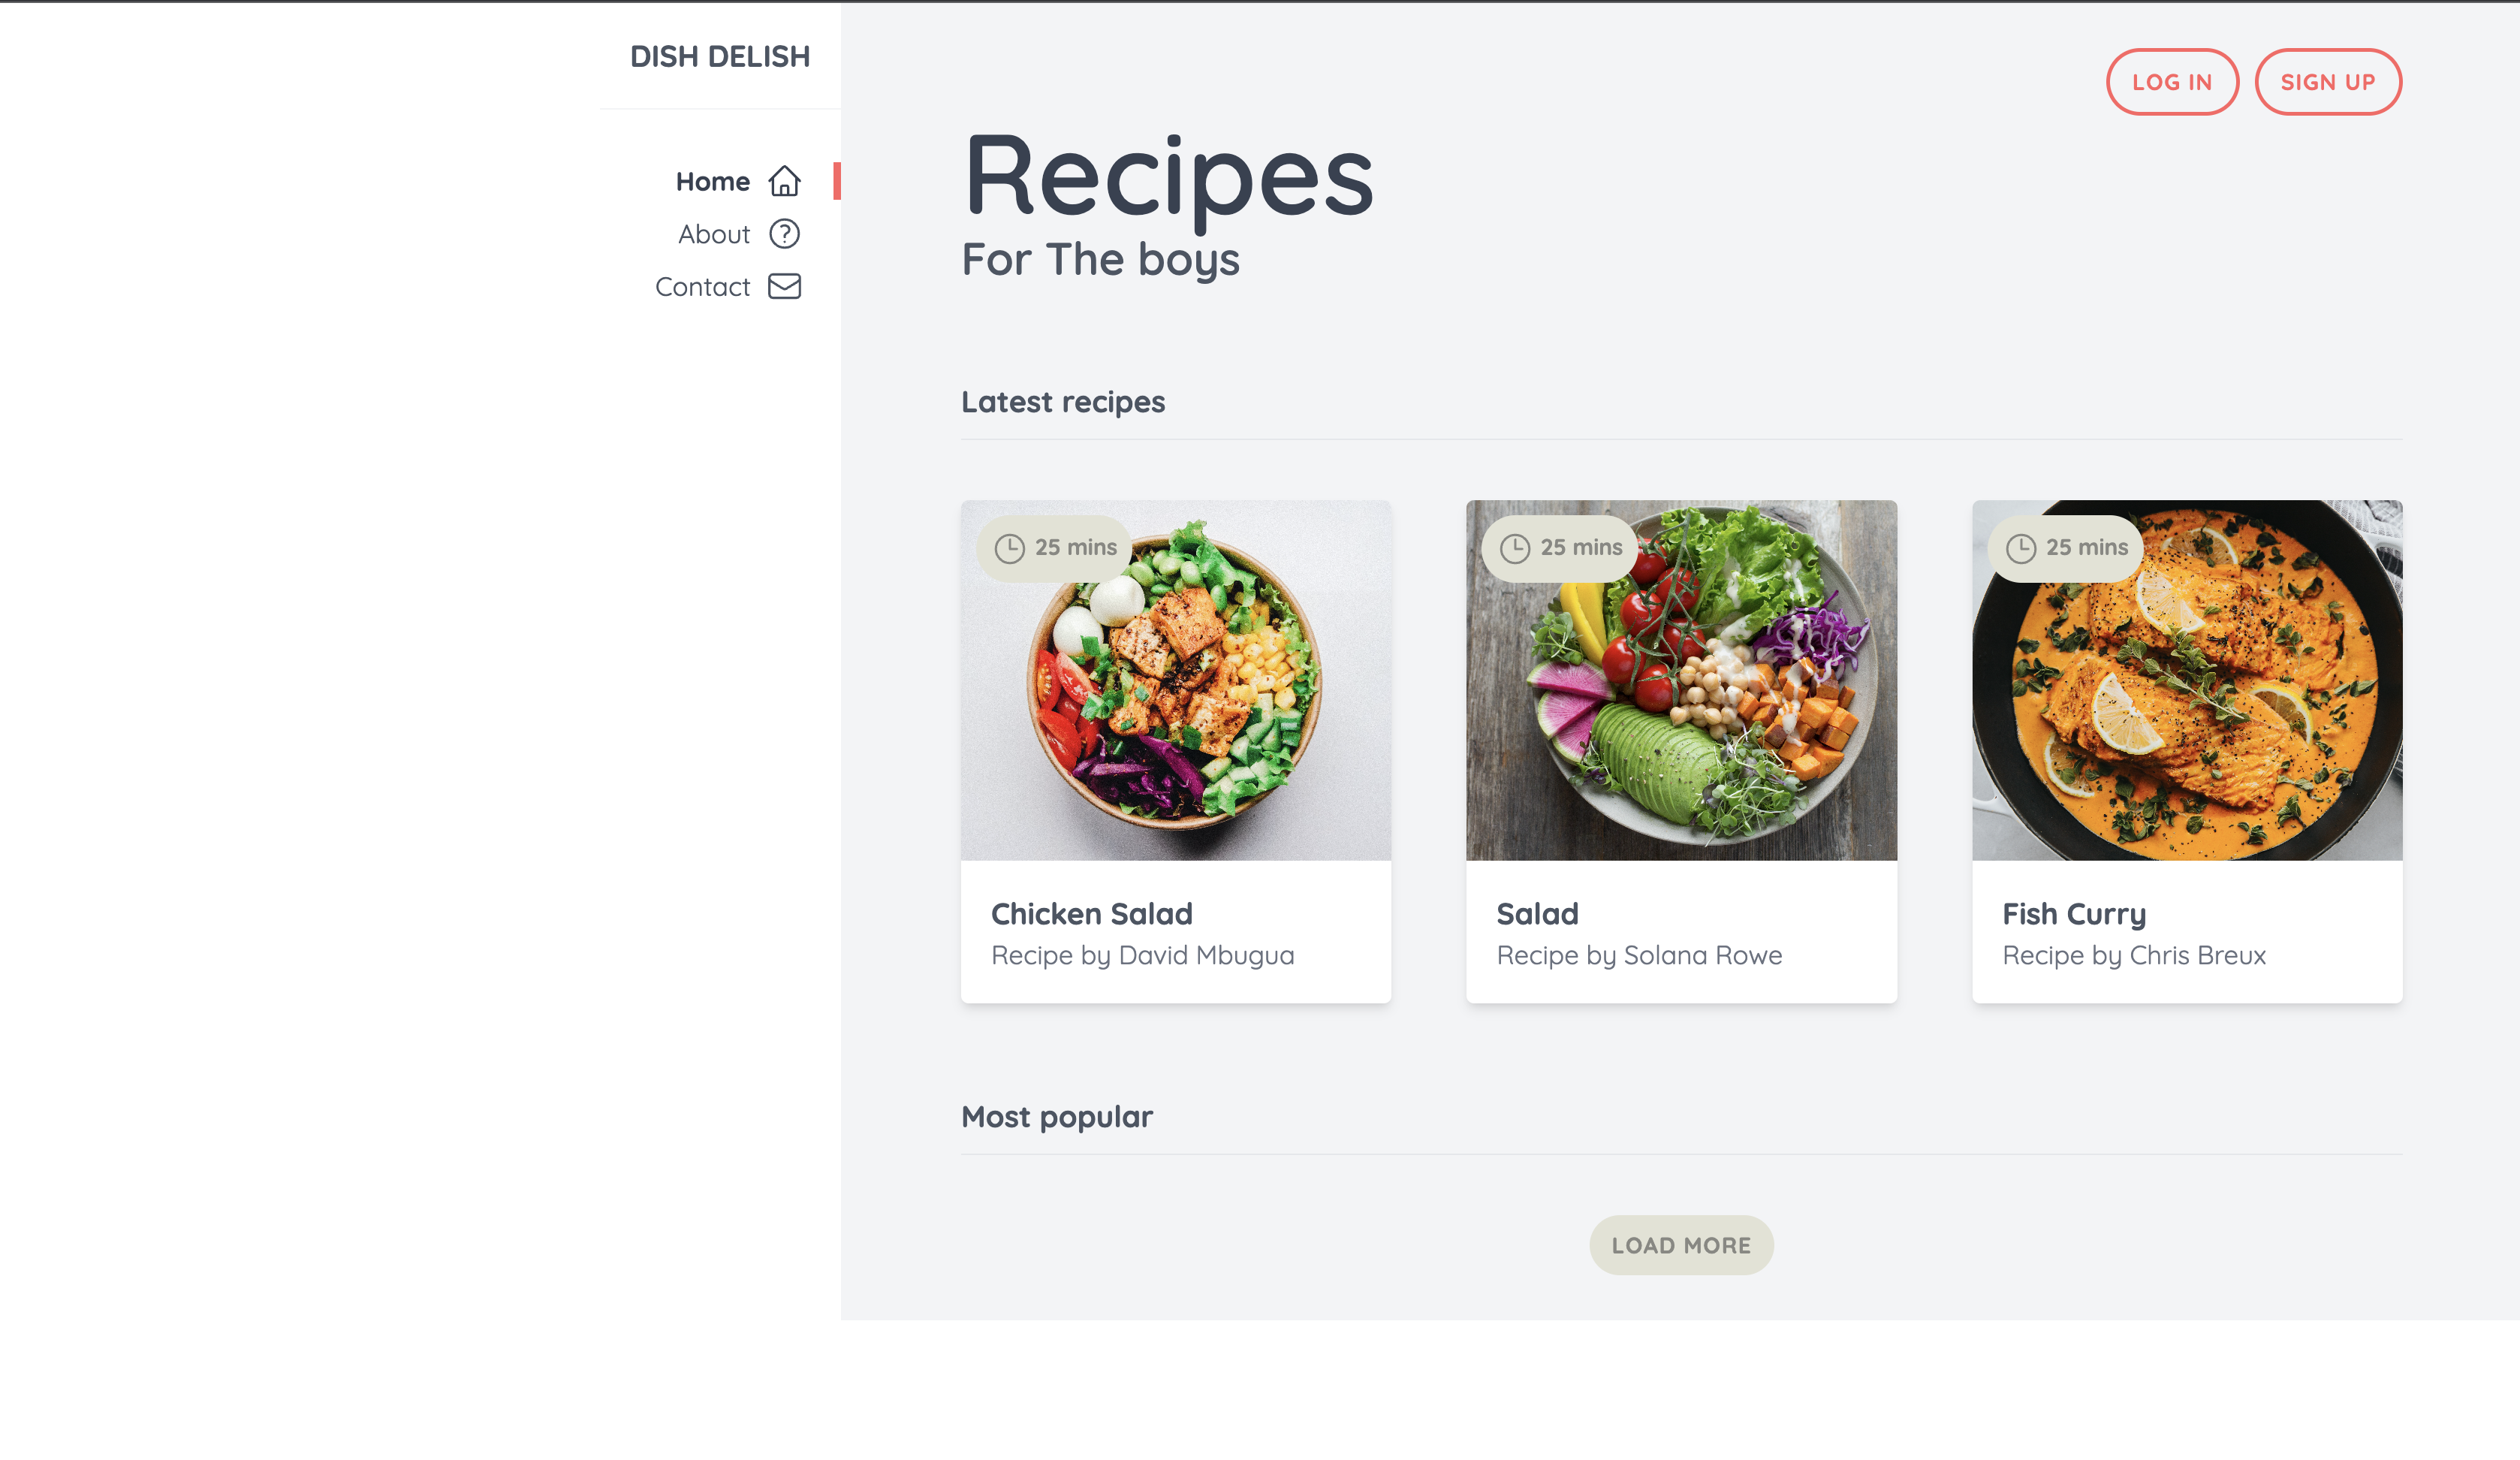 DISH DELISH
Home
About
Contact
LOG IN
SIGN UP
Recipes
For The boys
Latest recipes
25 mins
Chicken Salad
Recipe by David Mbugua
25 mins
Salad
Recipe by Solana Rowe
25 mins
Fish Curry
Recipe by Chris Breux
Most popular
LOAD MORE